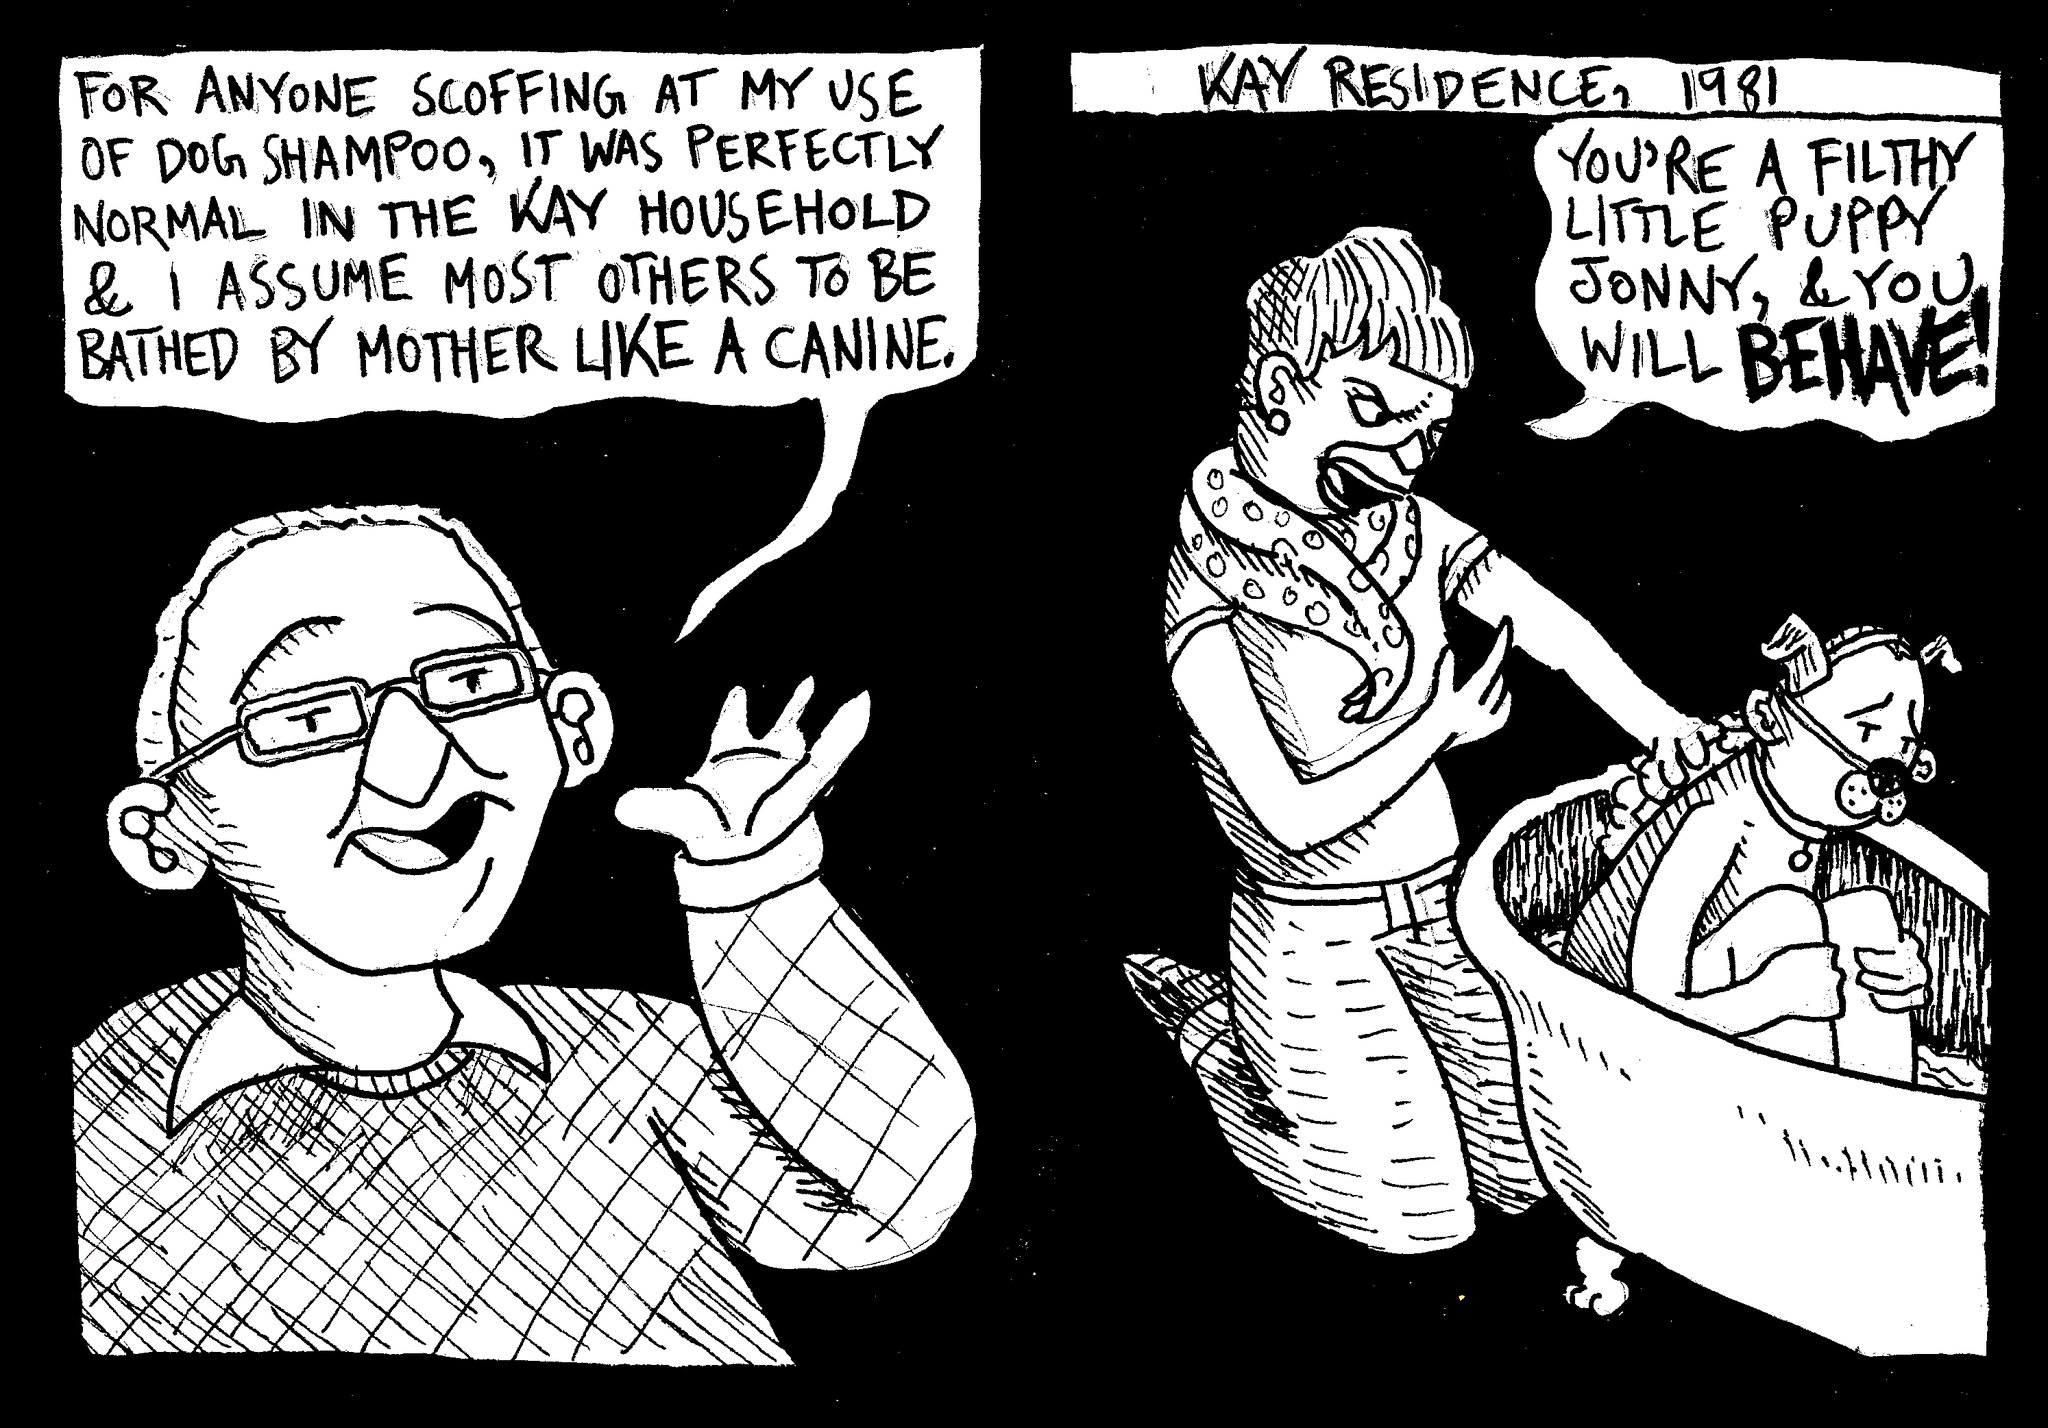 FOR ANYONE SCOFFING AT MY USE
OF DOG SHAMPOO, IT WAS PERFECTLY
NORMAL IN THE KAY HOUSEHOLD
& I ASSUME MOST OTHERS TO BE
BATHED BY MOTHER LIKE A CANINE.
KAY RESIDENCE, 1981
YOU'RE A FILTHY
LITTLE PUPPY
JONNY, & YOU
WILL BEHAVE!